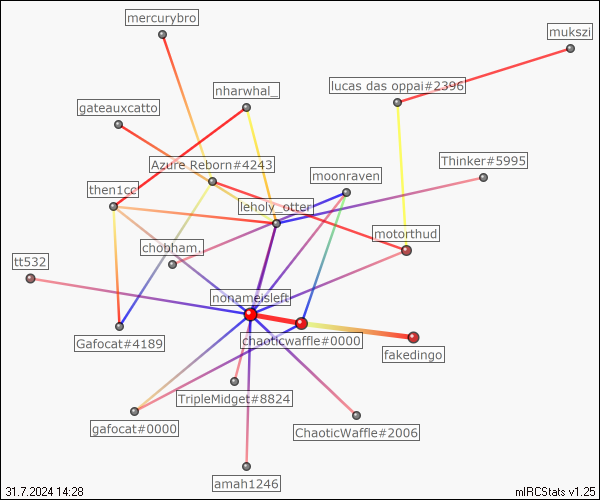 mercurybro
mukszi
nharwhal_
lucas das oppai#2396
gateauxcatto
Azure Reborn#4243
Thinker#5995
moonraven
then1cc
leholy_otter
motorthud
chobham.
tt532
nonameisleft
Gafocat#4189
chaoticwaffle#0000
fakedingo
TripleMidget#8824
gafocat#0000
ChaoticWaffle#2006
amah1246
31.7.2024 14:28
mIRCStats v1.25